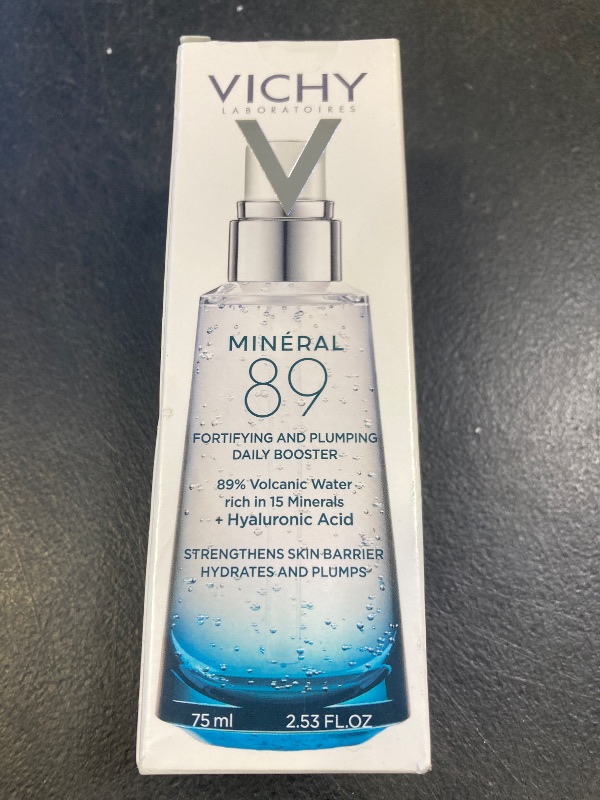 VICHY
LABORATOIRES
MINÉRAL
89
FORTIFYING AND PLUMPING
DAILY BOOSTER
89% Volcanic Water
rich in 15 Minerals
+ Hyaluronic Acid
STRENGTHENS SKIN BARRIER
HYDRATES AND PLUMPS
75 ml 2.53 FL.OZ